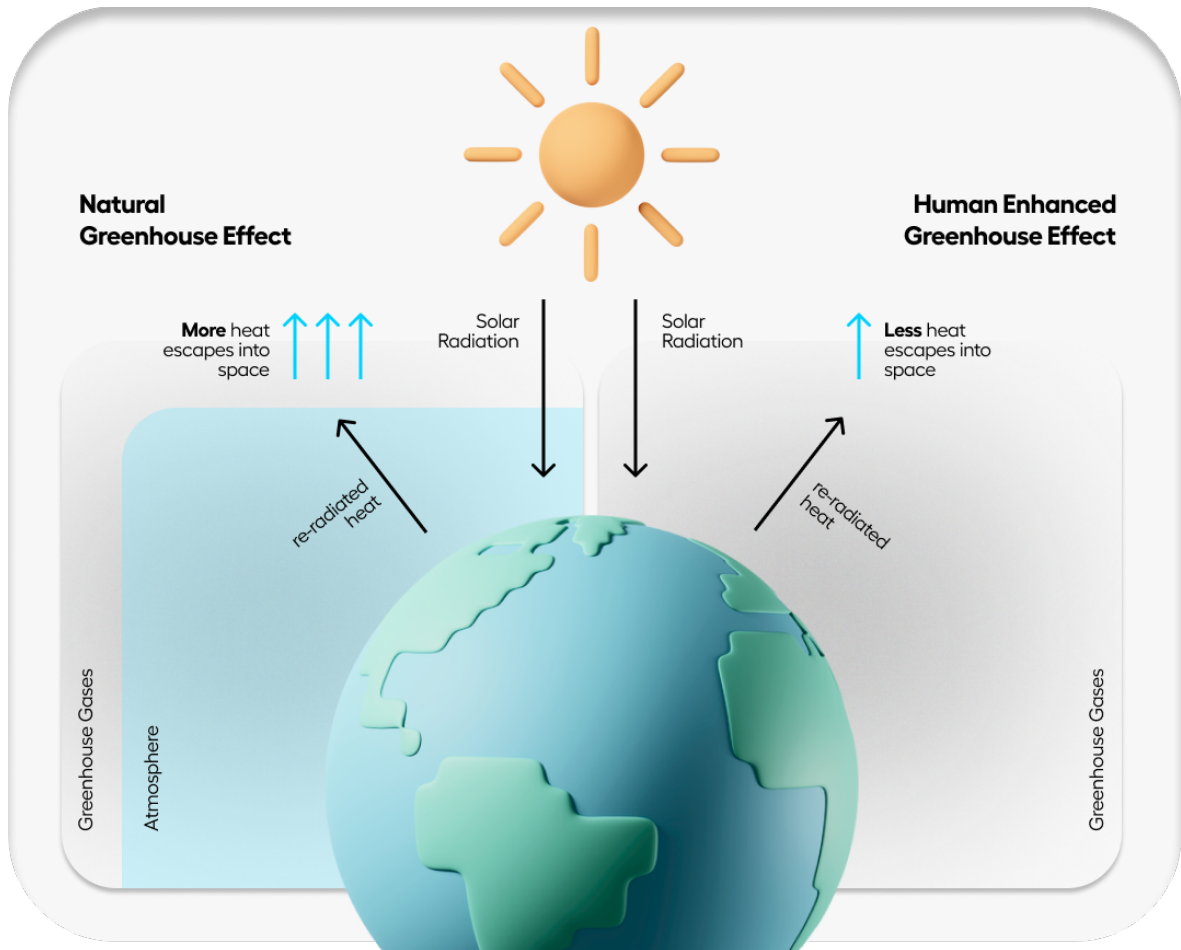 Natural
Greenhouse Effect
Human Enhanced
Greenhouse Effect
More heat
escapes into
space
Solar
Radiation
Solar
Radiation
Less heat
escapes into
space
re-radiated
heat
re-radiated
heat
Greenhouse Gases
Atmosphere
Greenhouse Gases